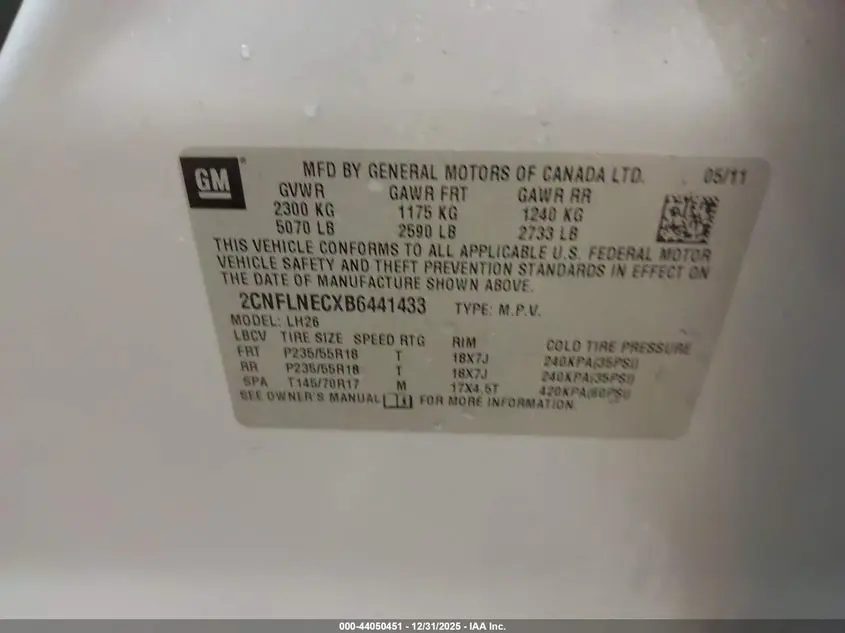 GM
MFD BY GENERAL MOTORS OF CANADA LTD. 05/11
GVWR GAWR FRT GAWR RR
2300 KG 1175 KG 1240 KG
5070 LB 2590 LB 2733 LB
THIS VEHICLE CONFORMS TO ALL APPLICABLE U.S. FEDERAL MOTOR
VEHICLE SAFETY AND THEFT PREVENTION STANDARDS IN EFFECT ON
THE DATE OF MANUFACTURE SHOWN ABOVE.
2CNFLNECXB6441433 TYPE: M.P.V.
MODEL: LH26
LBCV TIRE SIZE SPEED RTG RIM COLD TIRE PRESSURE
FRT P235/55R18 T 18X7J 240KPA(35PSI)
RR P235/55R18 T 18X7J 240KPA(35PSI)
SPA T145/70R17 M 17X4.5T 420KPA(60PSI)
SEE OWNER'S MANUAL FOR MORE INFORMATION.
000-44050451 - 12/31/2025 - IAA Inc.